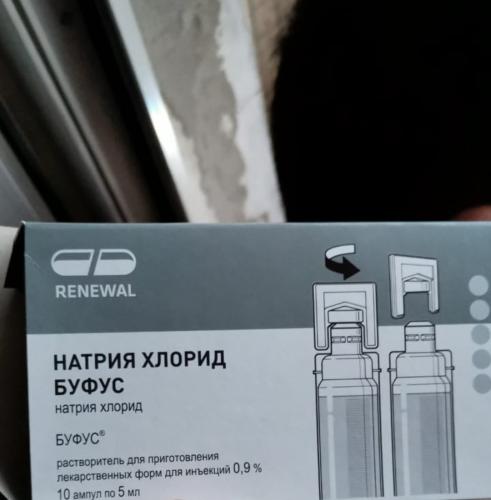 RENEWAL
НАТРИЯ ХЛОРИД
БУФУС
натрия хлорид
БУФУС®
растворитель для приготовления
лекарственных форм для инъекций 0,9 %
10 ампул по 5 мл